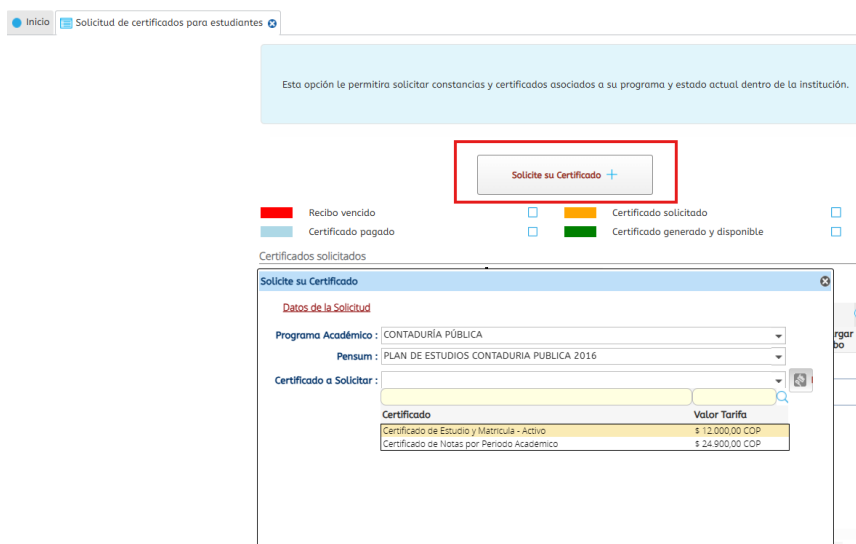 Inicio Solicitud de certificados para estudiantes
Esta opción le permitira solicitar constancias y certificados asociados a su programa y estado actual dentro de la institución.
Solicite su Certificado +
Recibo vencido Certificado solicitado
Certificado pagado Certificado generado y disponible
Certificados solicitados
Solicite su Certificado
Datos de la Solicitud
Programa Académico : CONTADURÍA PÚBLICA
Pensum : PLAN DE ESTUDIOS CONTADURIA PUBLICA 2016
Certificado a Solicitar :
Certificado Valor Tarifa
Certificado de Estudio y Matricula - Activo $ 12.000,00 COP
Certificado de Notas por Periodo Académico $ 24.900,00 COP